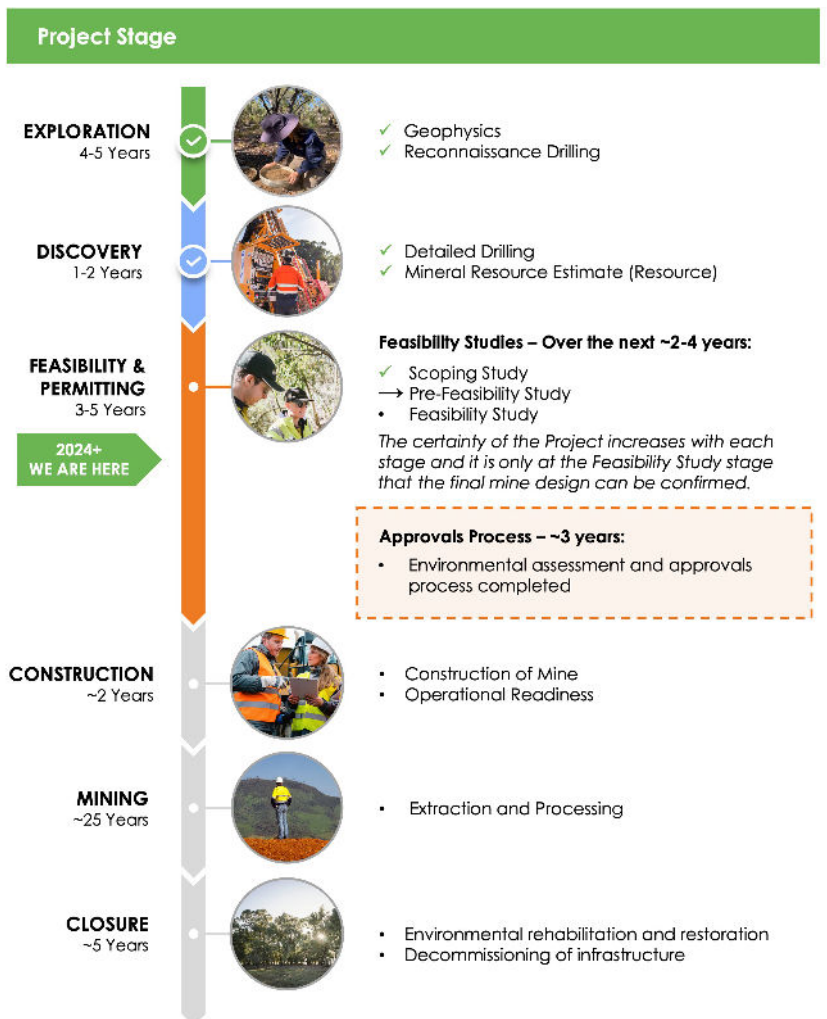 Project Stage
EXPLORATION
4-5 Years
✓ Geophysics
✓ Reconnaissance Drilling
DISCOVERY
1-2 Years
✓ Detailed Drilling
✓ Mineral Resource Estimate (Resource)
FEASIBILITY &
PERMITTING
3-5 Years
2024+
WE ARE HERE
Feasibility Studies – Over the next ~2-4 years:
✓ Scoping Study
→ Pre-Feasibility Study
• Feasibility Study
The certainty of the Project increases with each
stage and it is only at the Feasibility Study stage
that the final mine design can be confirmed.
Approvals Process – ~3 years:
• Environmental assessment and approvals
process completed
CONSTRUCTION
~2 Years
• Construction of Mine
• Operational Readiness
MINING
~25 Years
• Extraction and Processing
CLOSURE
~5 Years
• Environmental rehabilitation and restoration
• Decommissioning of infrastructure